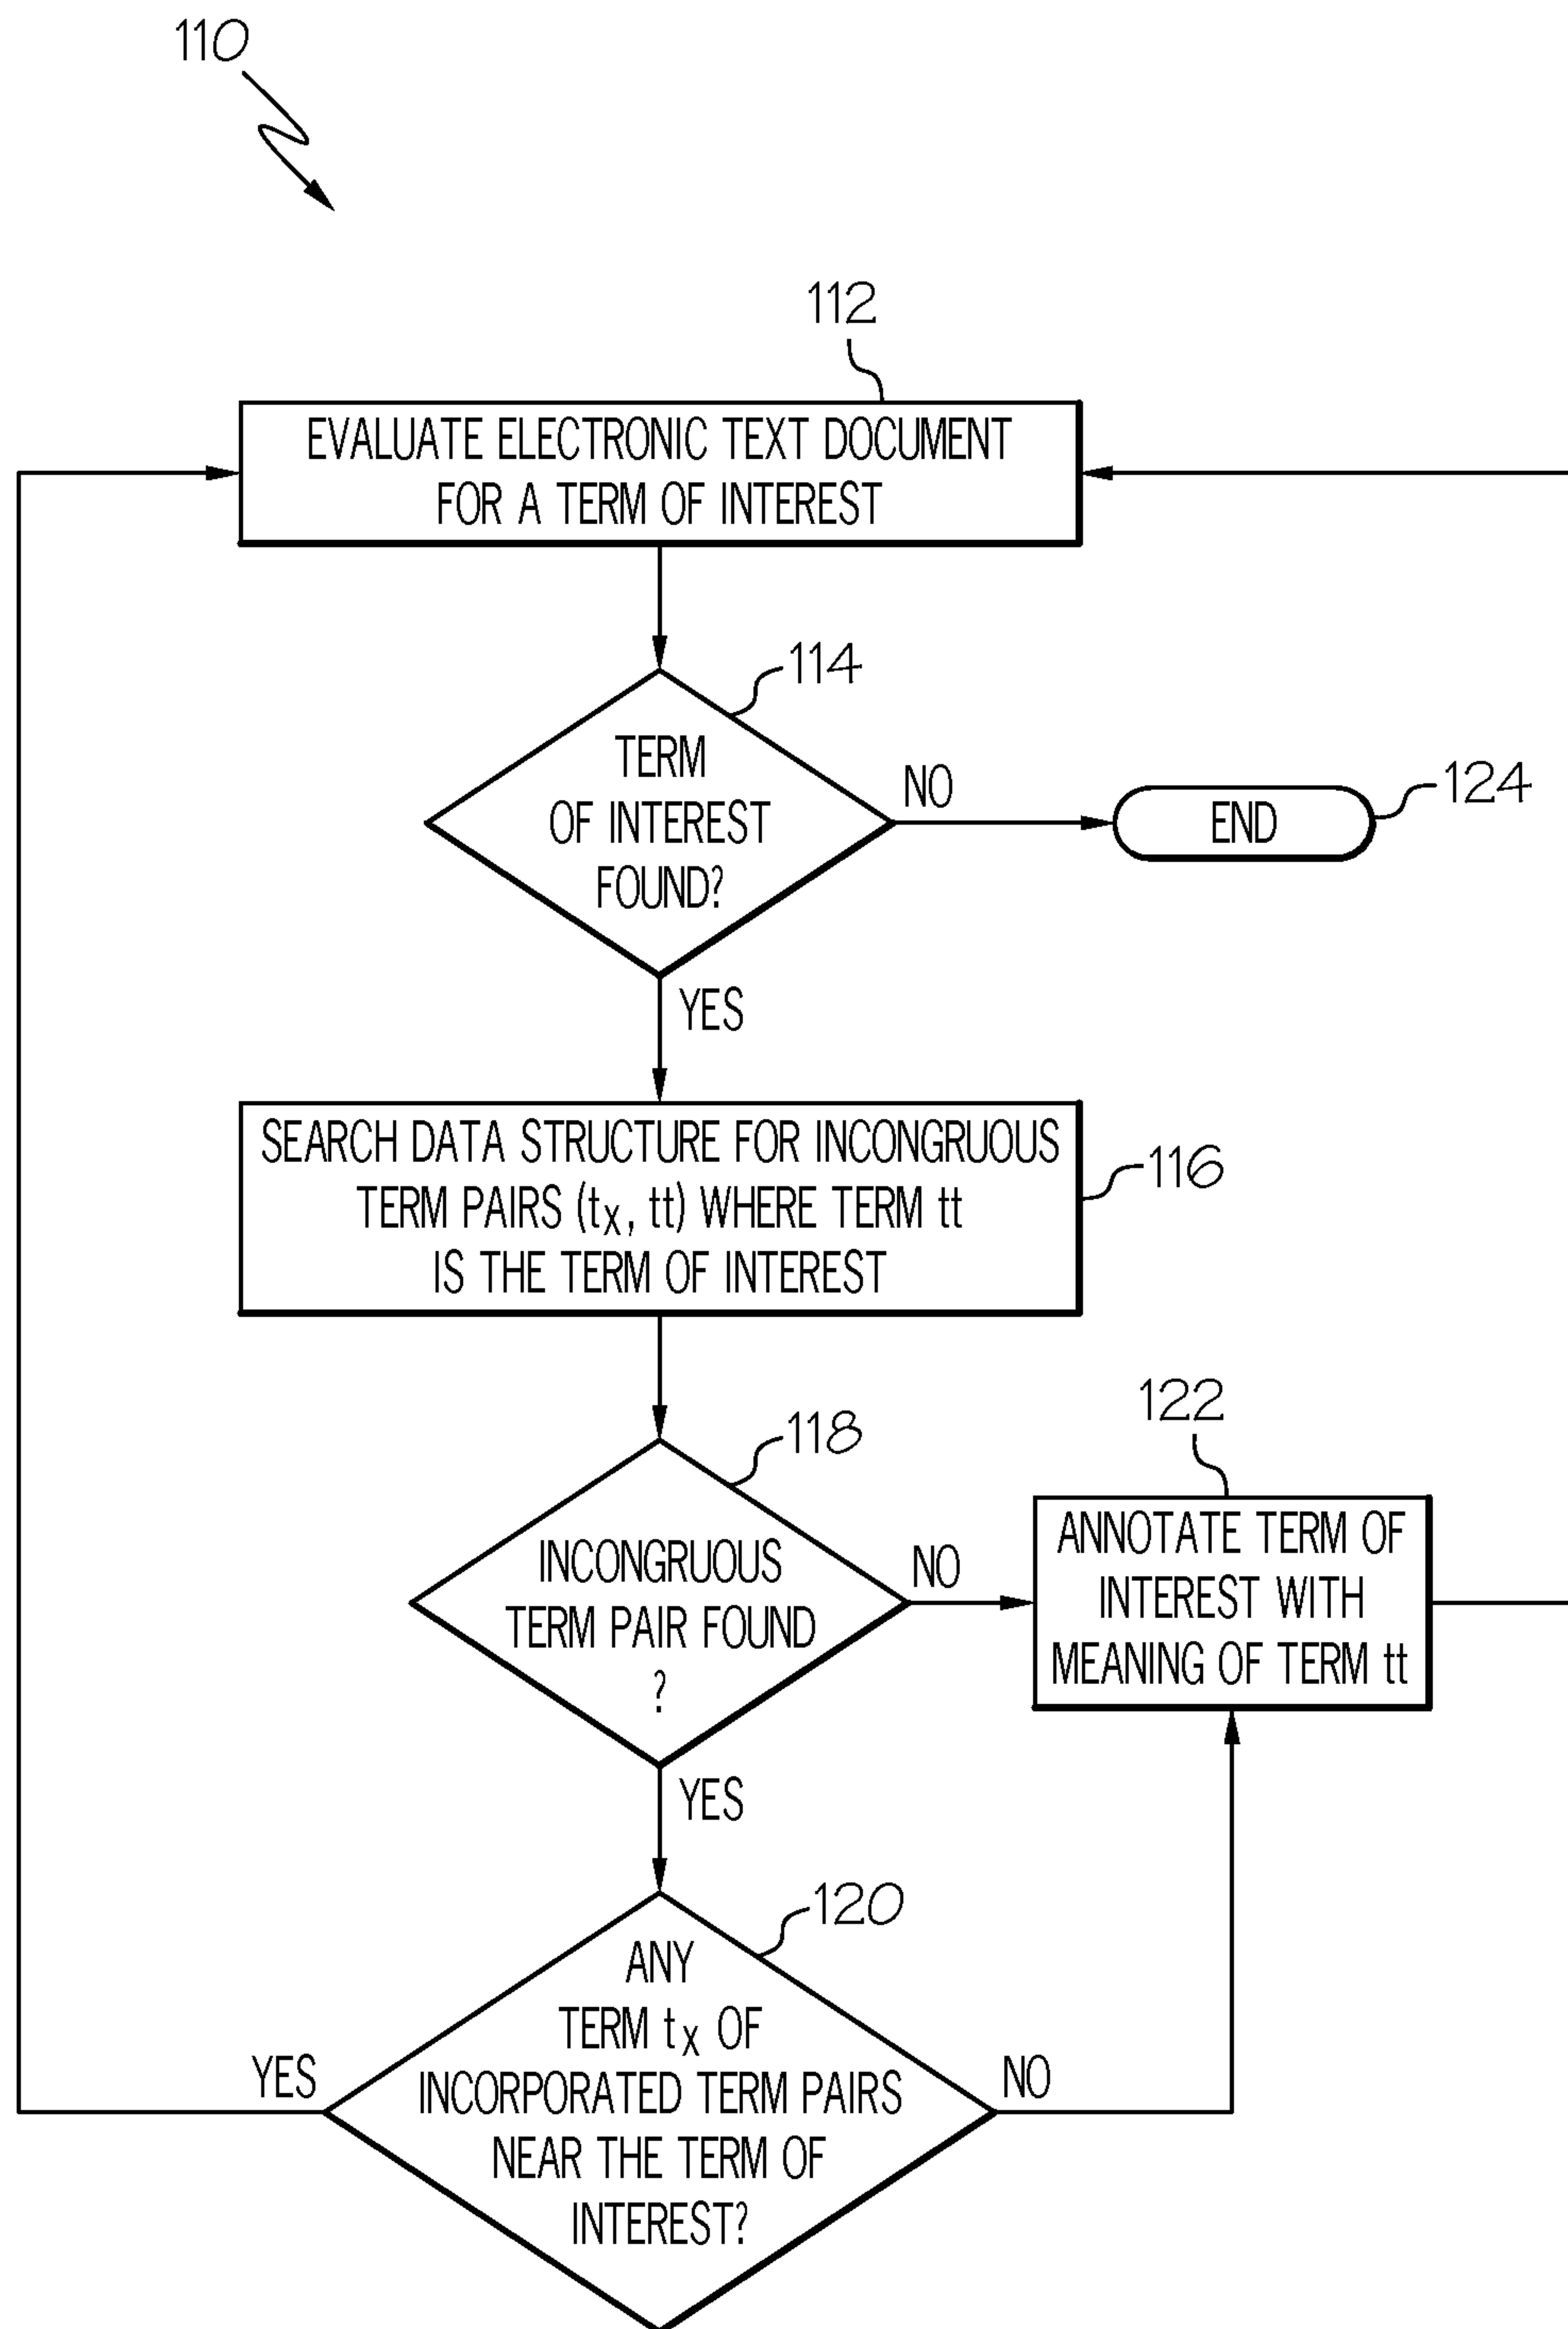 110
112
EVALUATE ELECTRONIC TEXT DOCUMENT
FOR A TERM OF INTEREST
114
TERM
OF INTEREST
FOUND?
NO
END
124
YES
SEARCH DATA STRUCTURE FOR INCONGRUOUS
TERM PAIRS (tx, tt) WHERE TERM tt
IS THE TERM OF INTEREST
116
118
INCONGRUOUS
TERM PAIR FOUND
?
NO
122
ANNOTATE TERM OF
INTEREST WITH
MEANING OF TERM tt
YES
120
ANY
TERM tx OF
INCORPORATED TERM PAIRS
NEAR THE TERM OF
INTEREST?
YES
NO